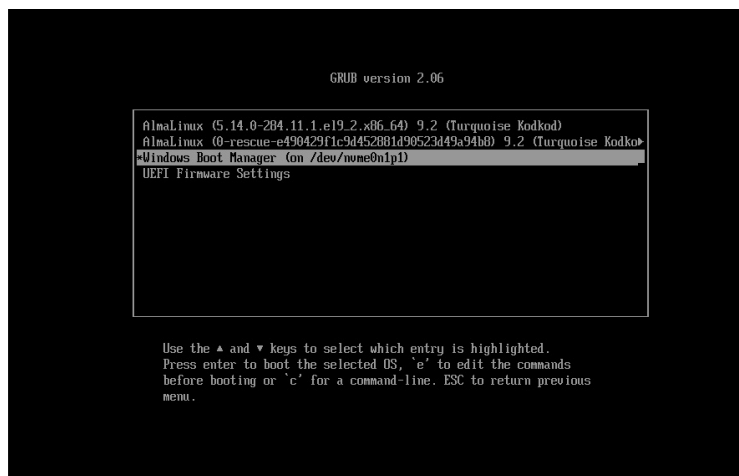 GRUB version 2.06
AlmaLinux (5.14.0-284.11.1.el9_2.x86_64) 9.2 (Turquoise Kodkod)
AlmaLinux (0-rescue-e490429f1c9d452881d90523d49a94b8) 9.2 (Turquoise Kodko▶
*Windows Boot Manager (on /dev/nvme0n1p1)
UEFI Firmware Settings
Use the ▲ and ▼ keys to select which entry is highlighted.
Press enter to boot the selected OS, `e' to edit the commands
before booting or `c' for a command-line. ESC to return previous
menu.